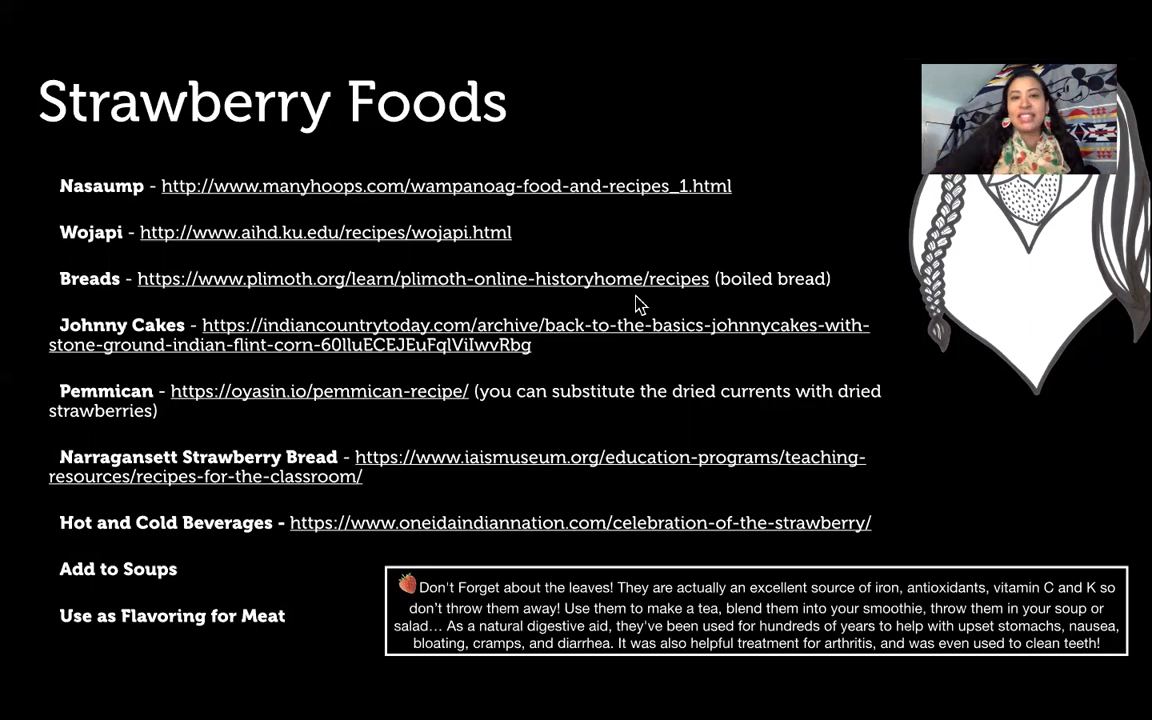 Strawberry Foods
Nasaump - http://www.manyhoops.com/wampanoag-food-and-recipes_1.html
Wojapi - http://www.aihd.ku.edu/recipes/wojapi.html
Breads - https://www.plimoth.org/learn/plimoth-online-historyhome/recipes (boiled bread)
Johnny Cakes - https://indiancountrytoday.com/archive/back-to-the-basics-johnnycakes-with-
stone-ground-indian-flint-corn-60lluECEJEuFqlViIwvRbg
Pemmican - https://oyasin.io/pemmican-recipe/ (you can substitute the dried currents with dried
strawberries)
Narragansett Strawberry Bread - https://www.iaismuseum.org/education-programs/teaching-
resources/recipes-for-the-classroom/
Hot and Cold Beverages - https://www.oneidaindiannation.com/celebration-of-the-strawberry/
Add to Soups
Use as Flavoring for Meat
🍓Don't Forget about the leaves! They are actually an excellent source of iron, antioxidants, vitamin C and K so
don't throw them away! Use them to make a tea, blend them into your smoothie, throw them in your soup or
salad… As a natural digestive aid, they've been used for hundreds of years to help with upset stomachs, nausea,
bloating, cramps, and diarrhea. It was also helpful treatment for arthritis, and was even used to clean teeth!